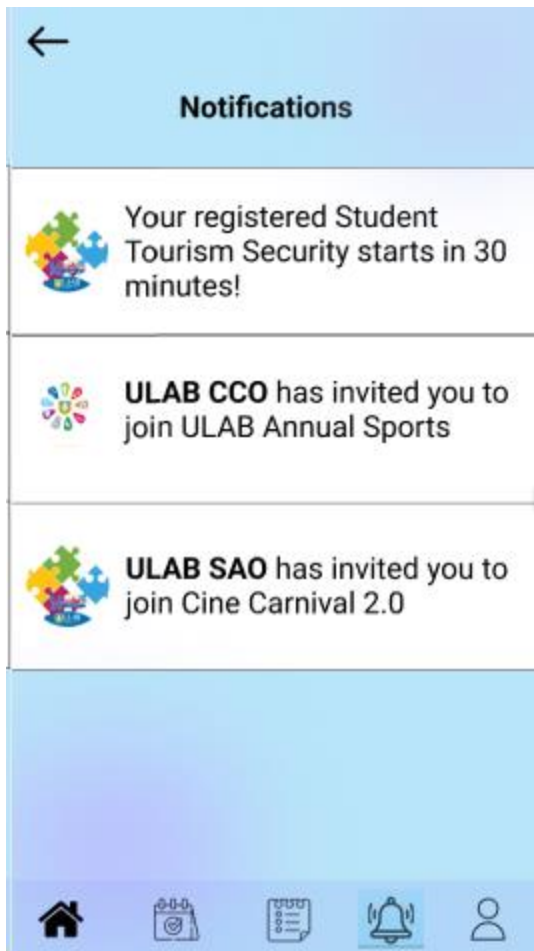 Notifications
Your registered Student
Tourism Security starts in 30
minutes!
ULAB CCO has invited you to
join ULAB Annual Sports
ULAB SAO has invited you to
join Cine Carnival 2.0